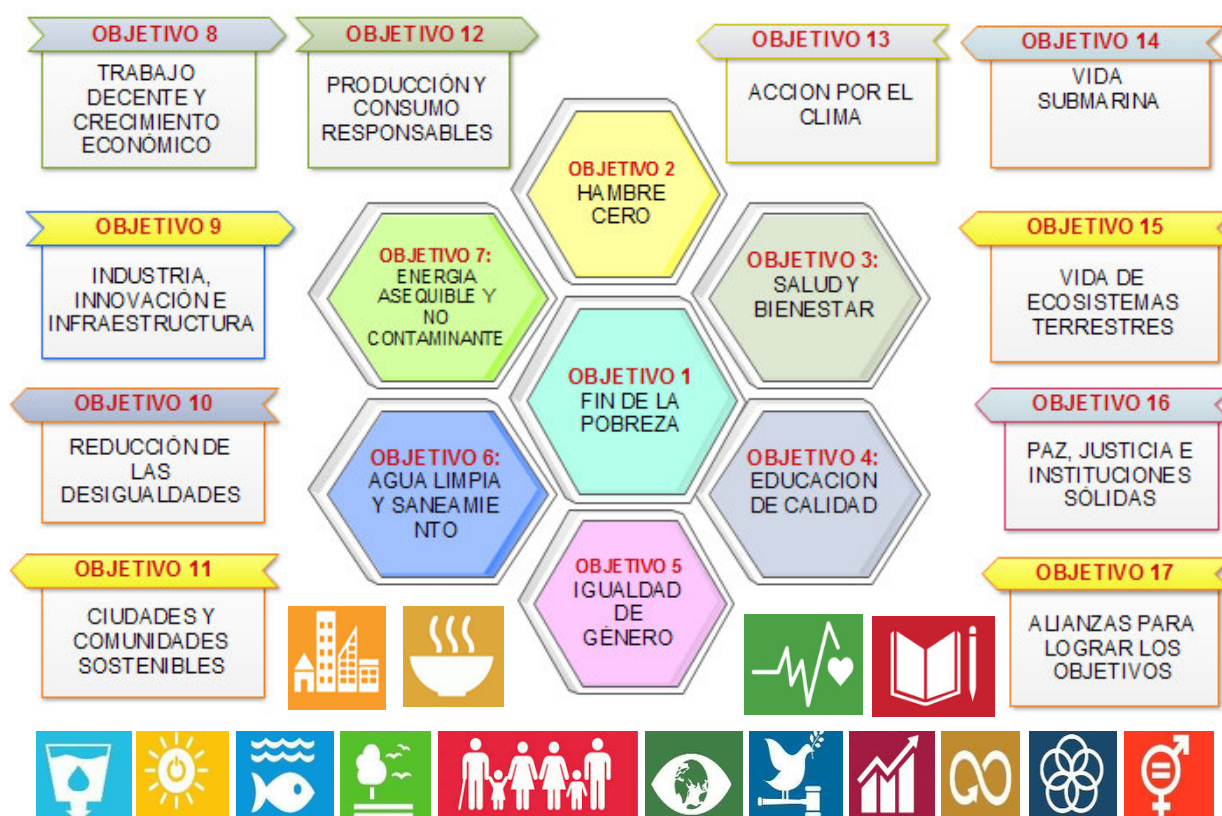 OBJETIVO 8
TRABAJO
DECENTE Y
CRECIMIENTO
ECONÓMICO
OBJETIVO 12
PRODUCCIÓN Y
CONSUMO
RESPONSABLES
OBJETIVO 13
ACCION POR EL
CLIMA
OBJETIVO 14
VIDA
SUBMARINA
OBJETIVO 2
HAMBRE
CERO
OBJETIVO 9
INDUSTRIA,
INNOVACIÓN E
INFRAESTRUCTURA
OBJETIVO 7:
ENERGIA
ASEQUIBLE Y
NO
CONTAMINANTE
OBJETIVO 3:
SALUD Y
BIENESTAR
OBJETIVO 15
VIDA DE
ECOSISTEMAS
TERRESTRES
OBJETIVO 1
FIN DE LA
POBREZA
OBJETIVO 10
REDUCCIÓN DE
LAS
DESIGUALDADES
OBJETIVO 6:
AGUA LIMPIA
Y SANEAMIE
NTO
OBJETIVO 4:
EDUCACION
DE CALIDAD
OBJETIVO 16
PAZ, JUSTICIA E
INSTITUCIONES
SÓLIDAS
OBJETIVO 11
CIUDADES Y
COMUNIDADES
SOSTENIBLES
OBJETIVO 5
IGUALDAD
DE
GÉNERO
OBJETIVO 17
ALIANZAS PARA
LOGRAR LOS
OBJETIVOS